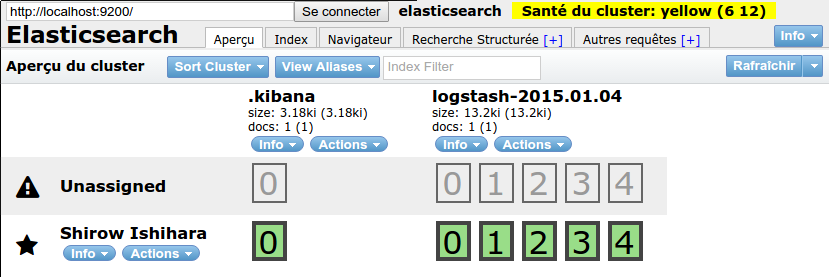 http://localhost:9200/ Se connecter elasticsearch Santé du cluster: yellow (6 12)
Elasticsearch Aperçu Index Navigateur Recherche Structurée [+] Autres requêtes [+] Info
Aperçu du cluster Sort Cluster View Aliases Index Filter Rafraîchir
.kibana logstash-2015.01.04
size: 3.18ki (3.18ki) size: 13.2ki (13.2ki)
docs: 1 (1) docs: 1 (1)
Info Actions Info Actions
Unassigned 0 0 1 2 3 4
Shirow Ishihara 0 0 1 2 3 4
Info Actions